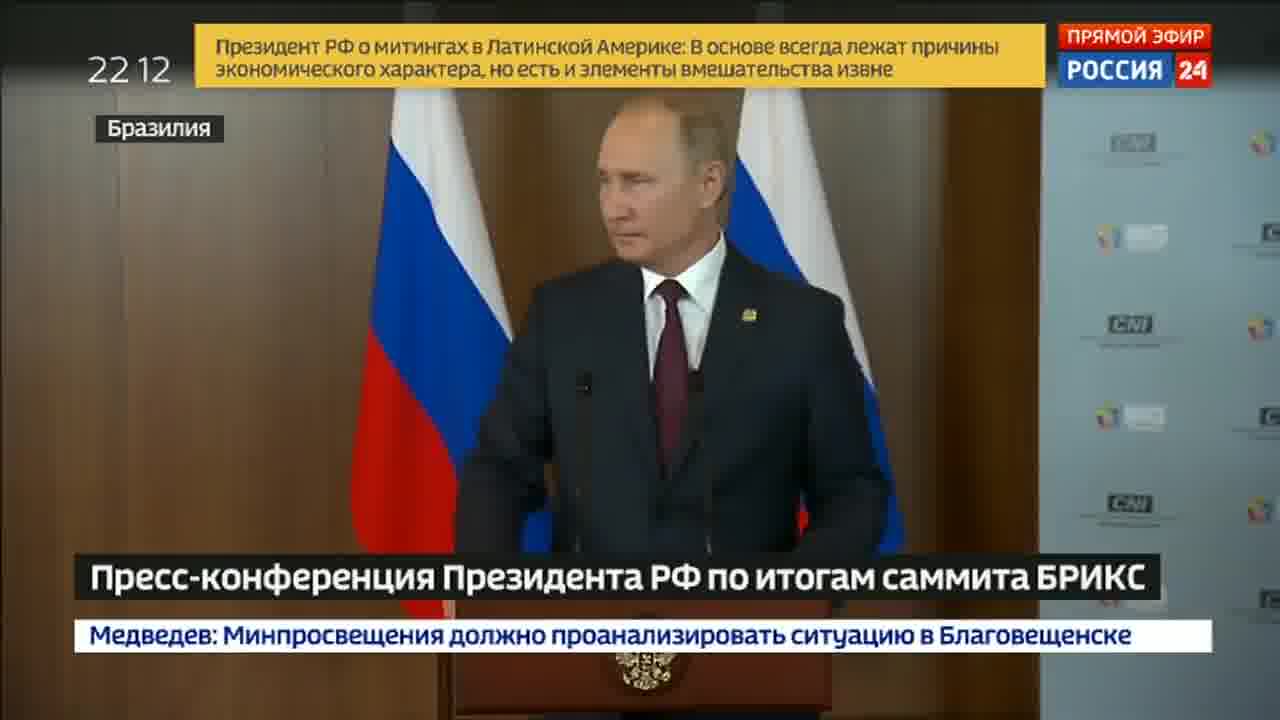 22 12
Президент РФ о митингах в Латинской Америке: В основе всегда лежат причины
экономического характера, но есть и элементы вмешательства извне
ПРЯМОЙ ЭФИР
РОССИЯ 24
Бразилия
CNI
CNI
CNI
Пресс-конференция Президента РФ по итогам саммита БРИКС
Медведев: Минпросвещения должно проанализировать ситуацию в Благовещенске